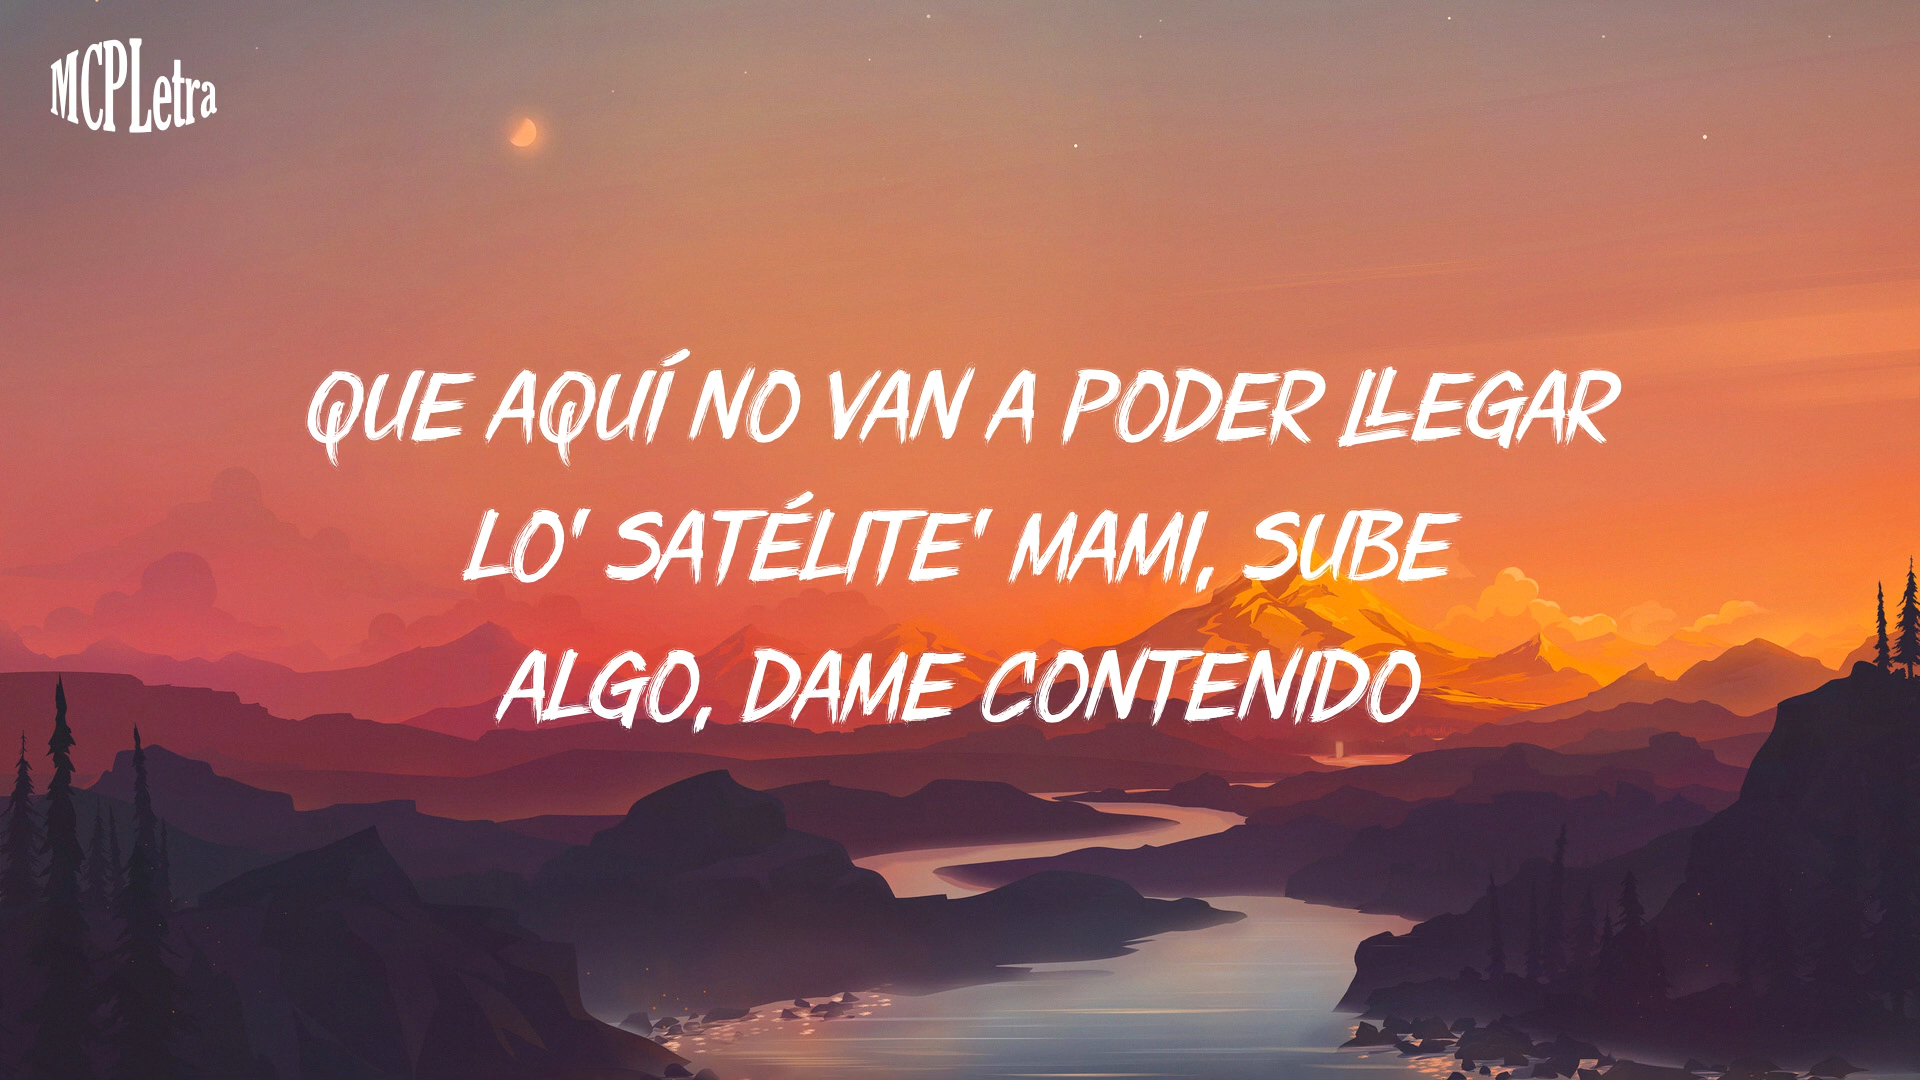 MCPLetra
QUE AQUÍ NO VAN A PODER LLEGAR
LO' SATÉLITE' MAMI, SUBE
ALGO, DAME CONTENIDO